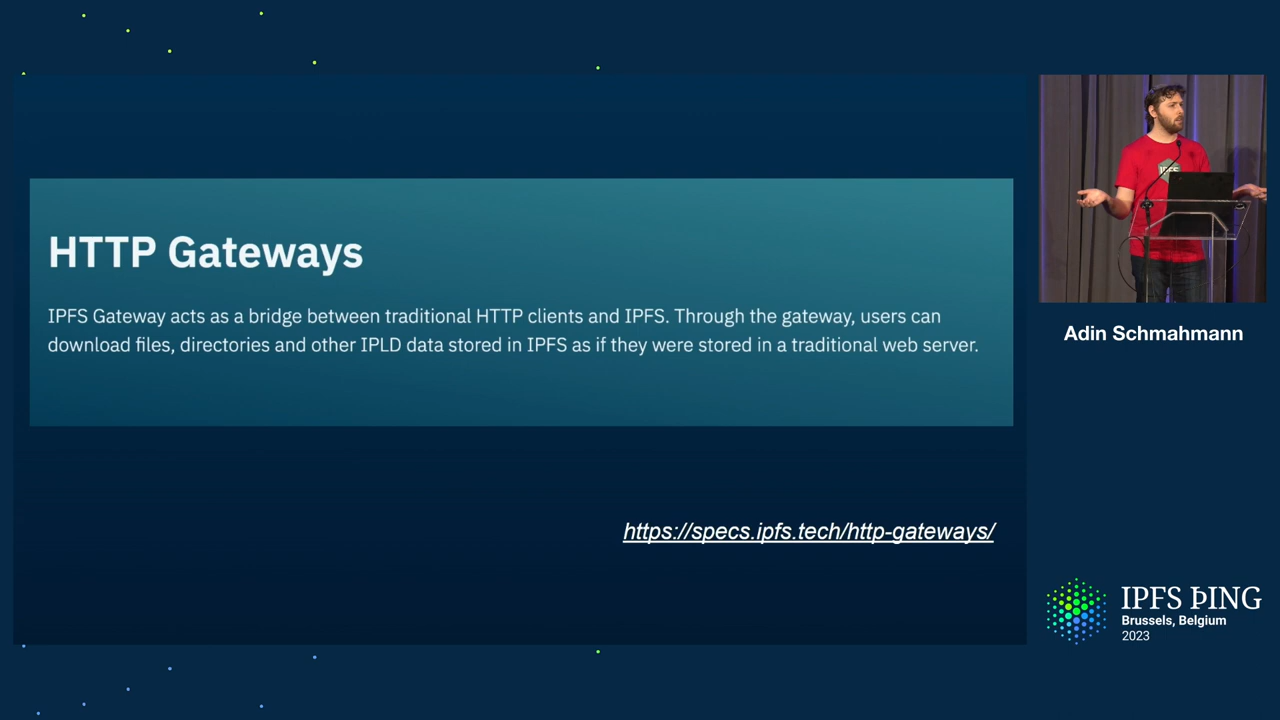 HTTP Gateways
IPFS Gateway acts as a bridge between traditional HTTP clients and IPFS. Through the gateway, users can
download files, directories and other IPLD data stored in IPFS as if they were stored in a traditional web server.
https://specs.ipfs.tech/http-gateways/
IPFS
Adin Schmahmann
IPFS ÞING
Brussels, Belgium
2023